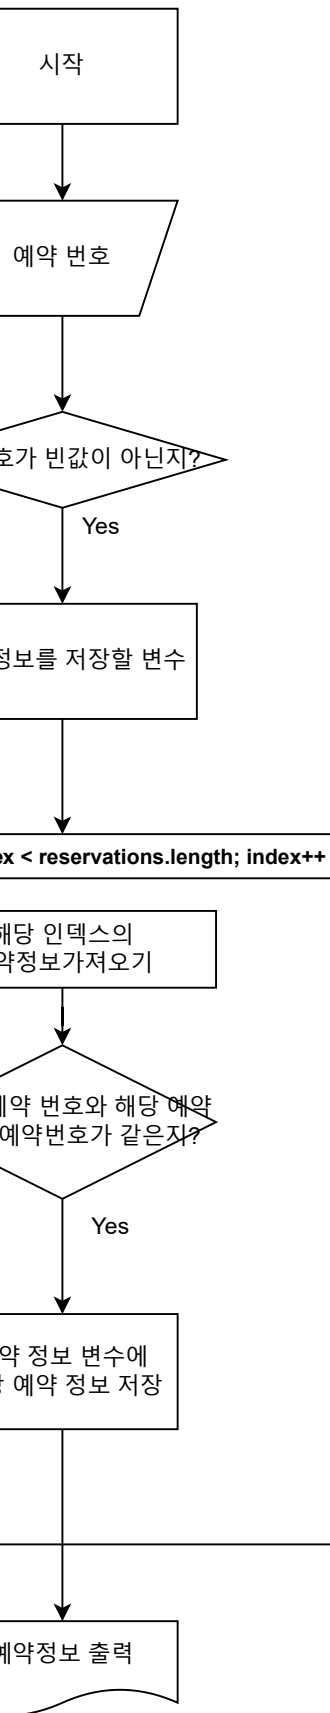 시작
예약 번호
호가 빈값이 아닌지?
Yes
정보를 저장할 변수
ex < reservations.length; index++
해당 인덱스의
약정보가져오기
예약 번호와 해당 예약
예약번호가 같은지?
Yes
약 정보 변수에
예약 정보 저장
예약정보 출력